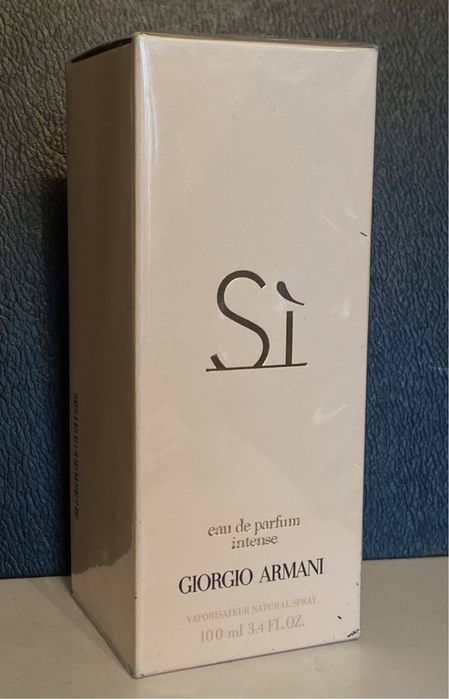 Sì
eau de parfum
intense
GIORGIO ARMANI
VAPORISATEUR NATURAL SPRAY
100 ml 3.4 FL.OZ.